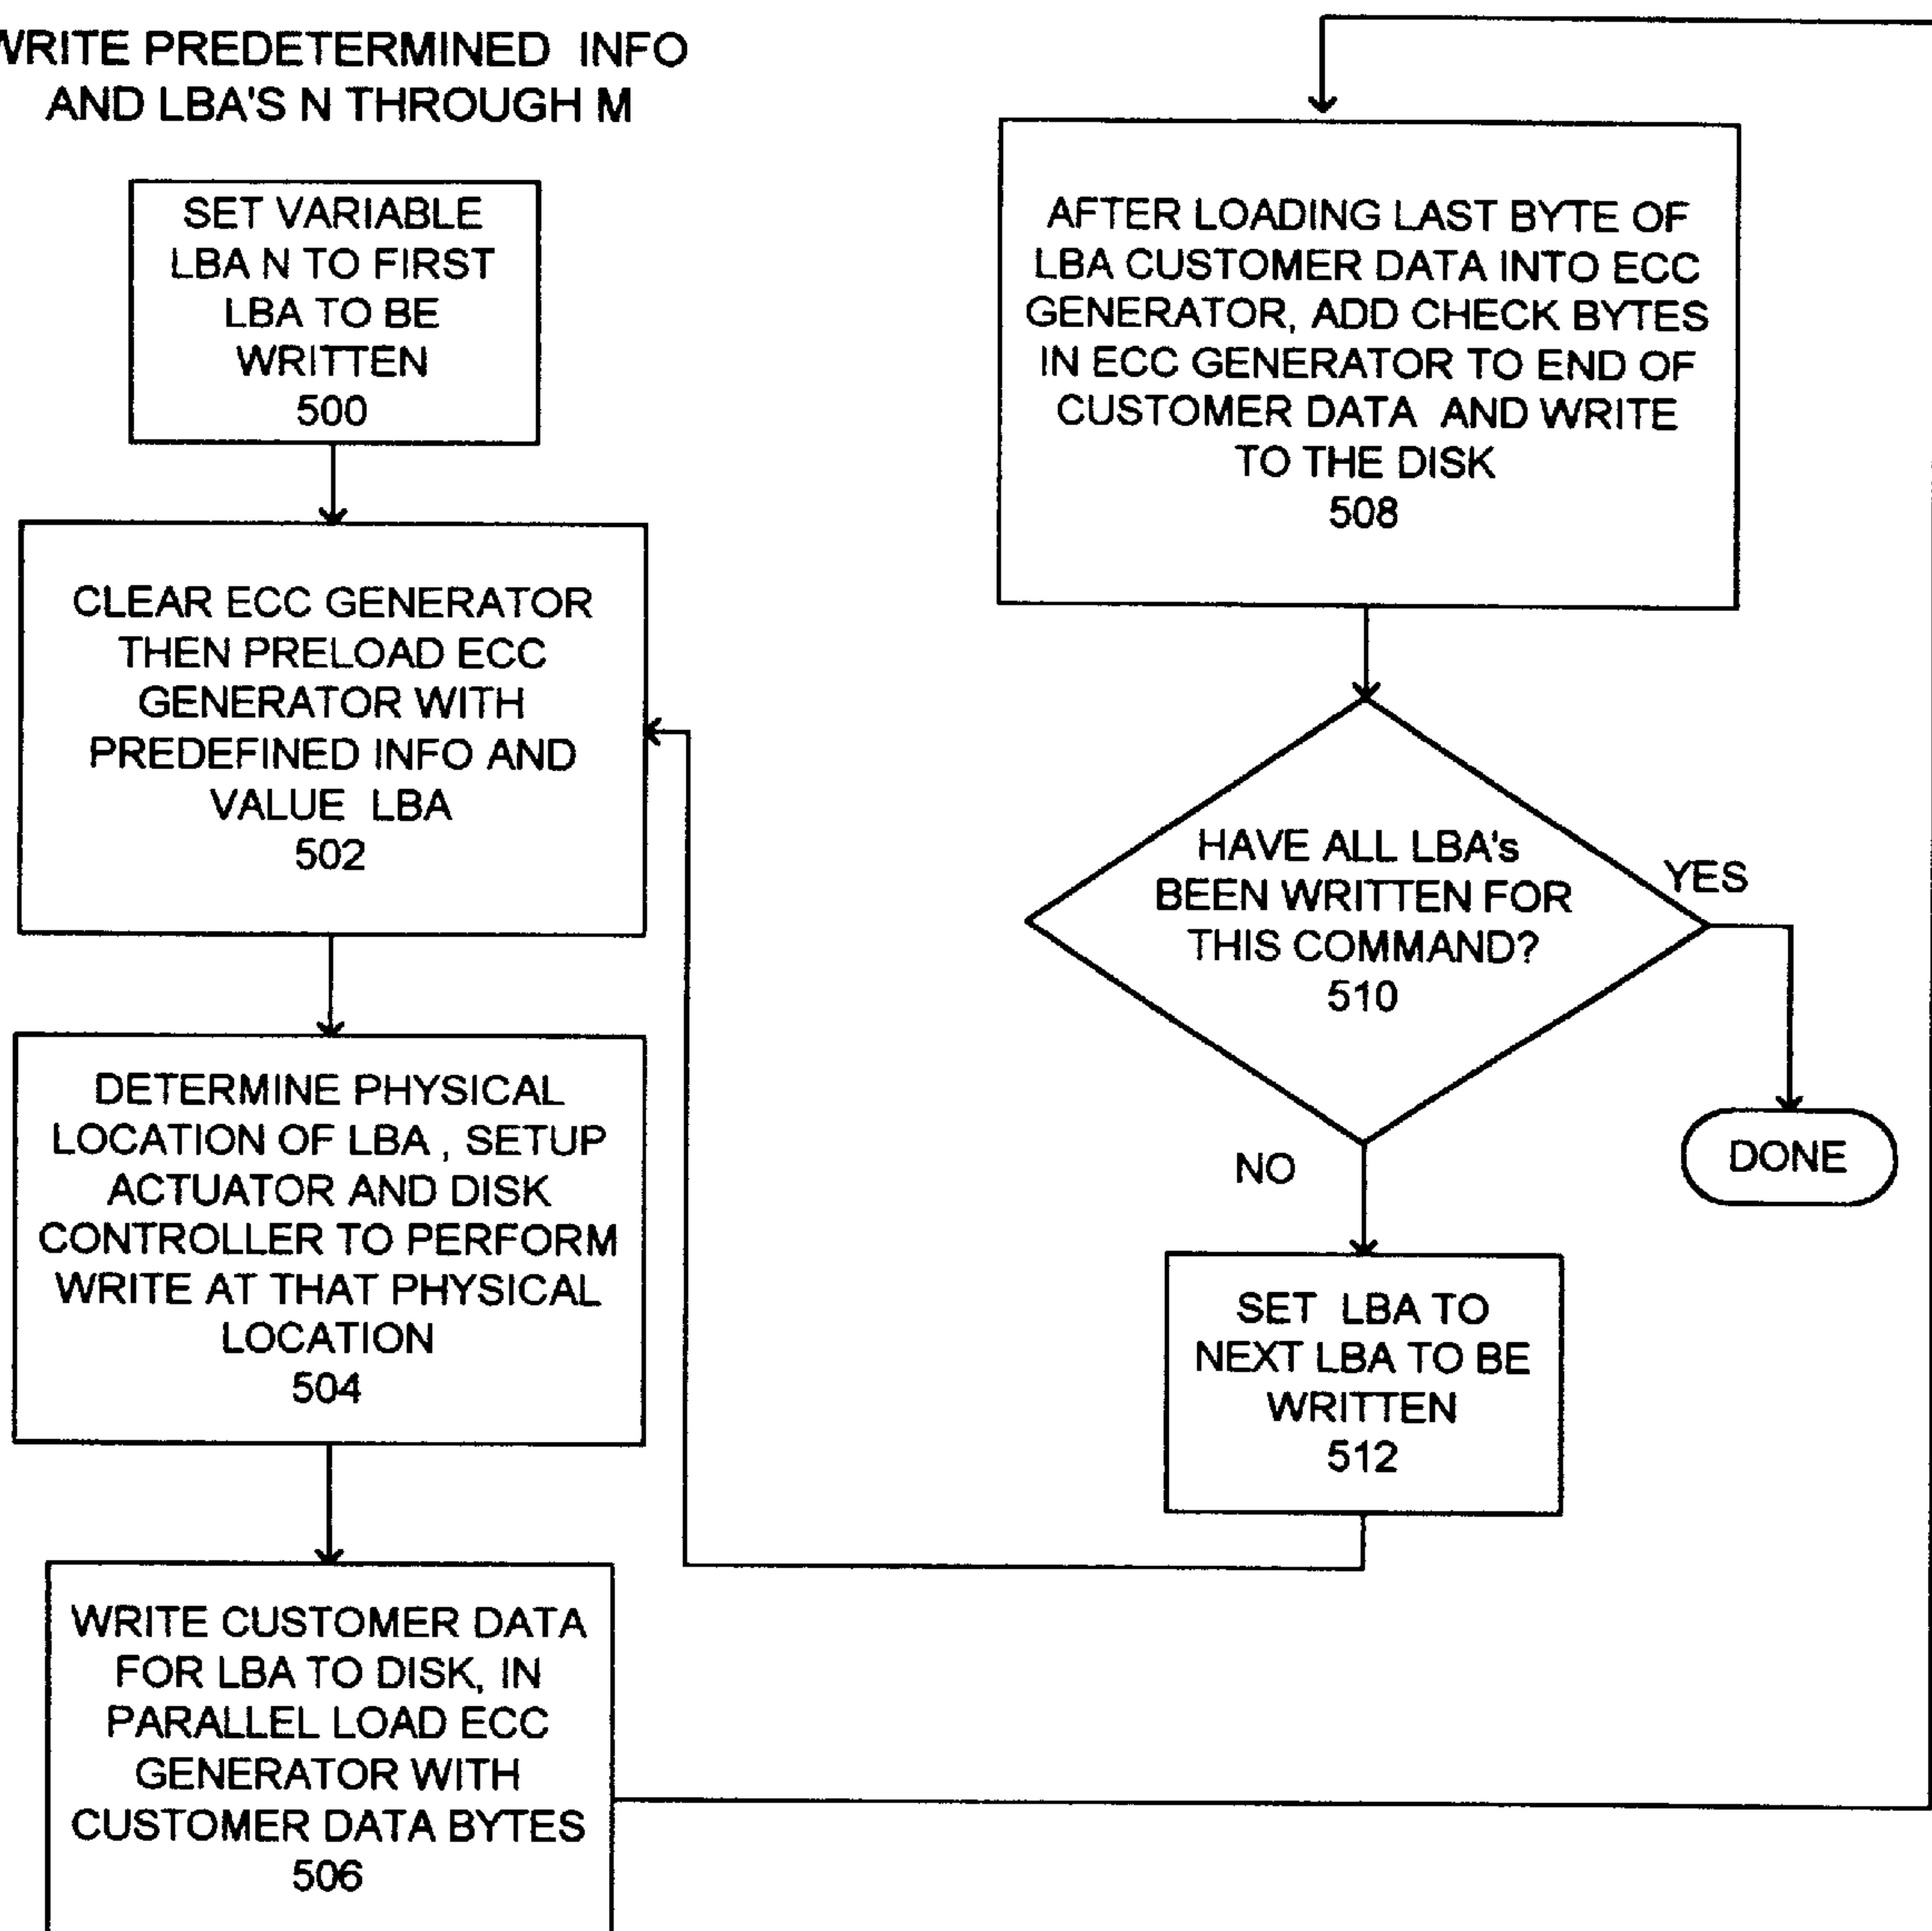 WRITE PREDETERMINED INFO
AND LBA'S N THROUGH M
SET VARIABLE
LBA N TO FIRST
LBA TO BE
WRITTEN
500
CLEAR ECC GENERATOR
THEN PRELOAD ECC
GENERATOR WITH
PREDEFINED INFO AND
VALUE LBA
502
DETERMINE PHYSICAL
LOCATION OF LBA , SETUP
ACTUATOR AND DISK
CONTROLLER TO PERFORM
WRITE AT THAT PHYSICAL
LOCATION
504
WRITE CUSTOMER DATA
FOR LBA TO DISK, IN
PARALLEL LOAD ECC
GENERATOR WITH
CUSTOMER DATA BYTES
506
AFTER LOADING LAST BYTE OF
LBA CUSTOMER DATA INTO ECC
GENERATOR, ADD CHECK BYTES
IN ECC GENERATOR TO END OF
CUSTOMER DATA AND WRITE
TO THE DISK
508
HAVE ALL LBA's
BEEN WRITTEN FOR
THIS COMMAND?
510
YES
DONE
NO
SET LBA TO
NEXT LBA TO BE
WRITTEN
512